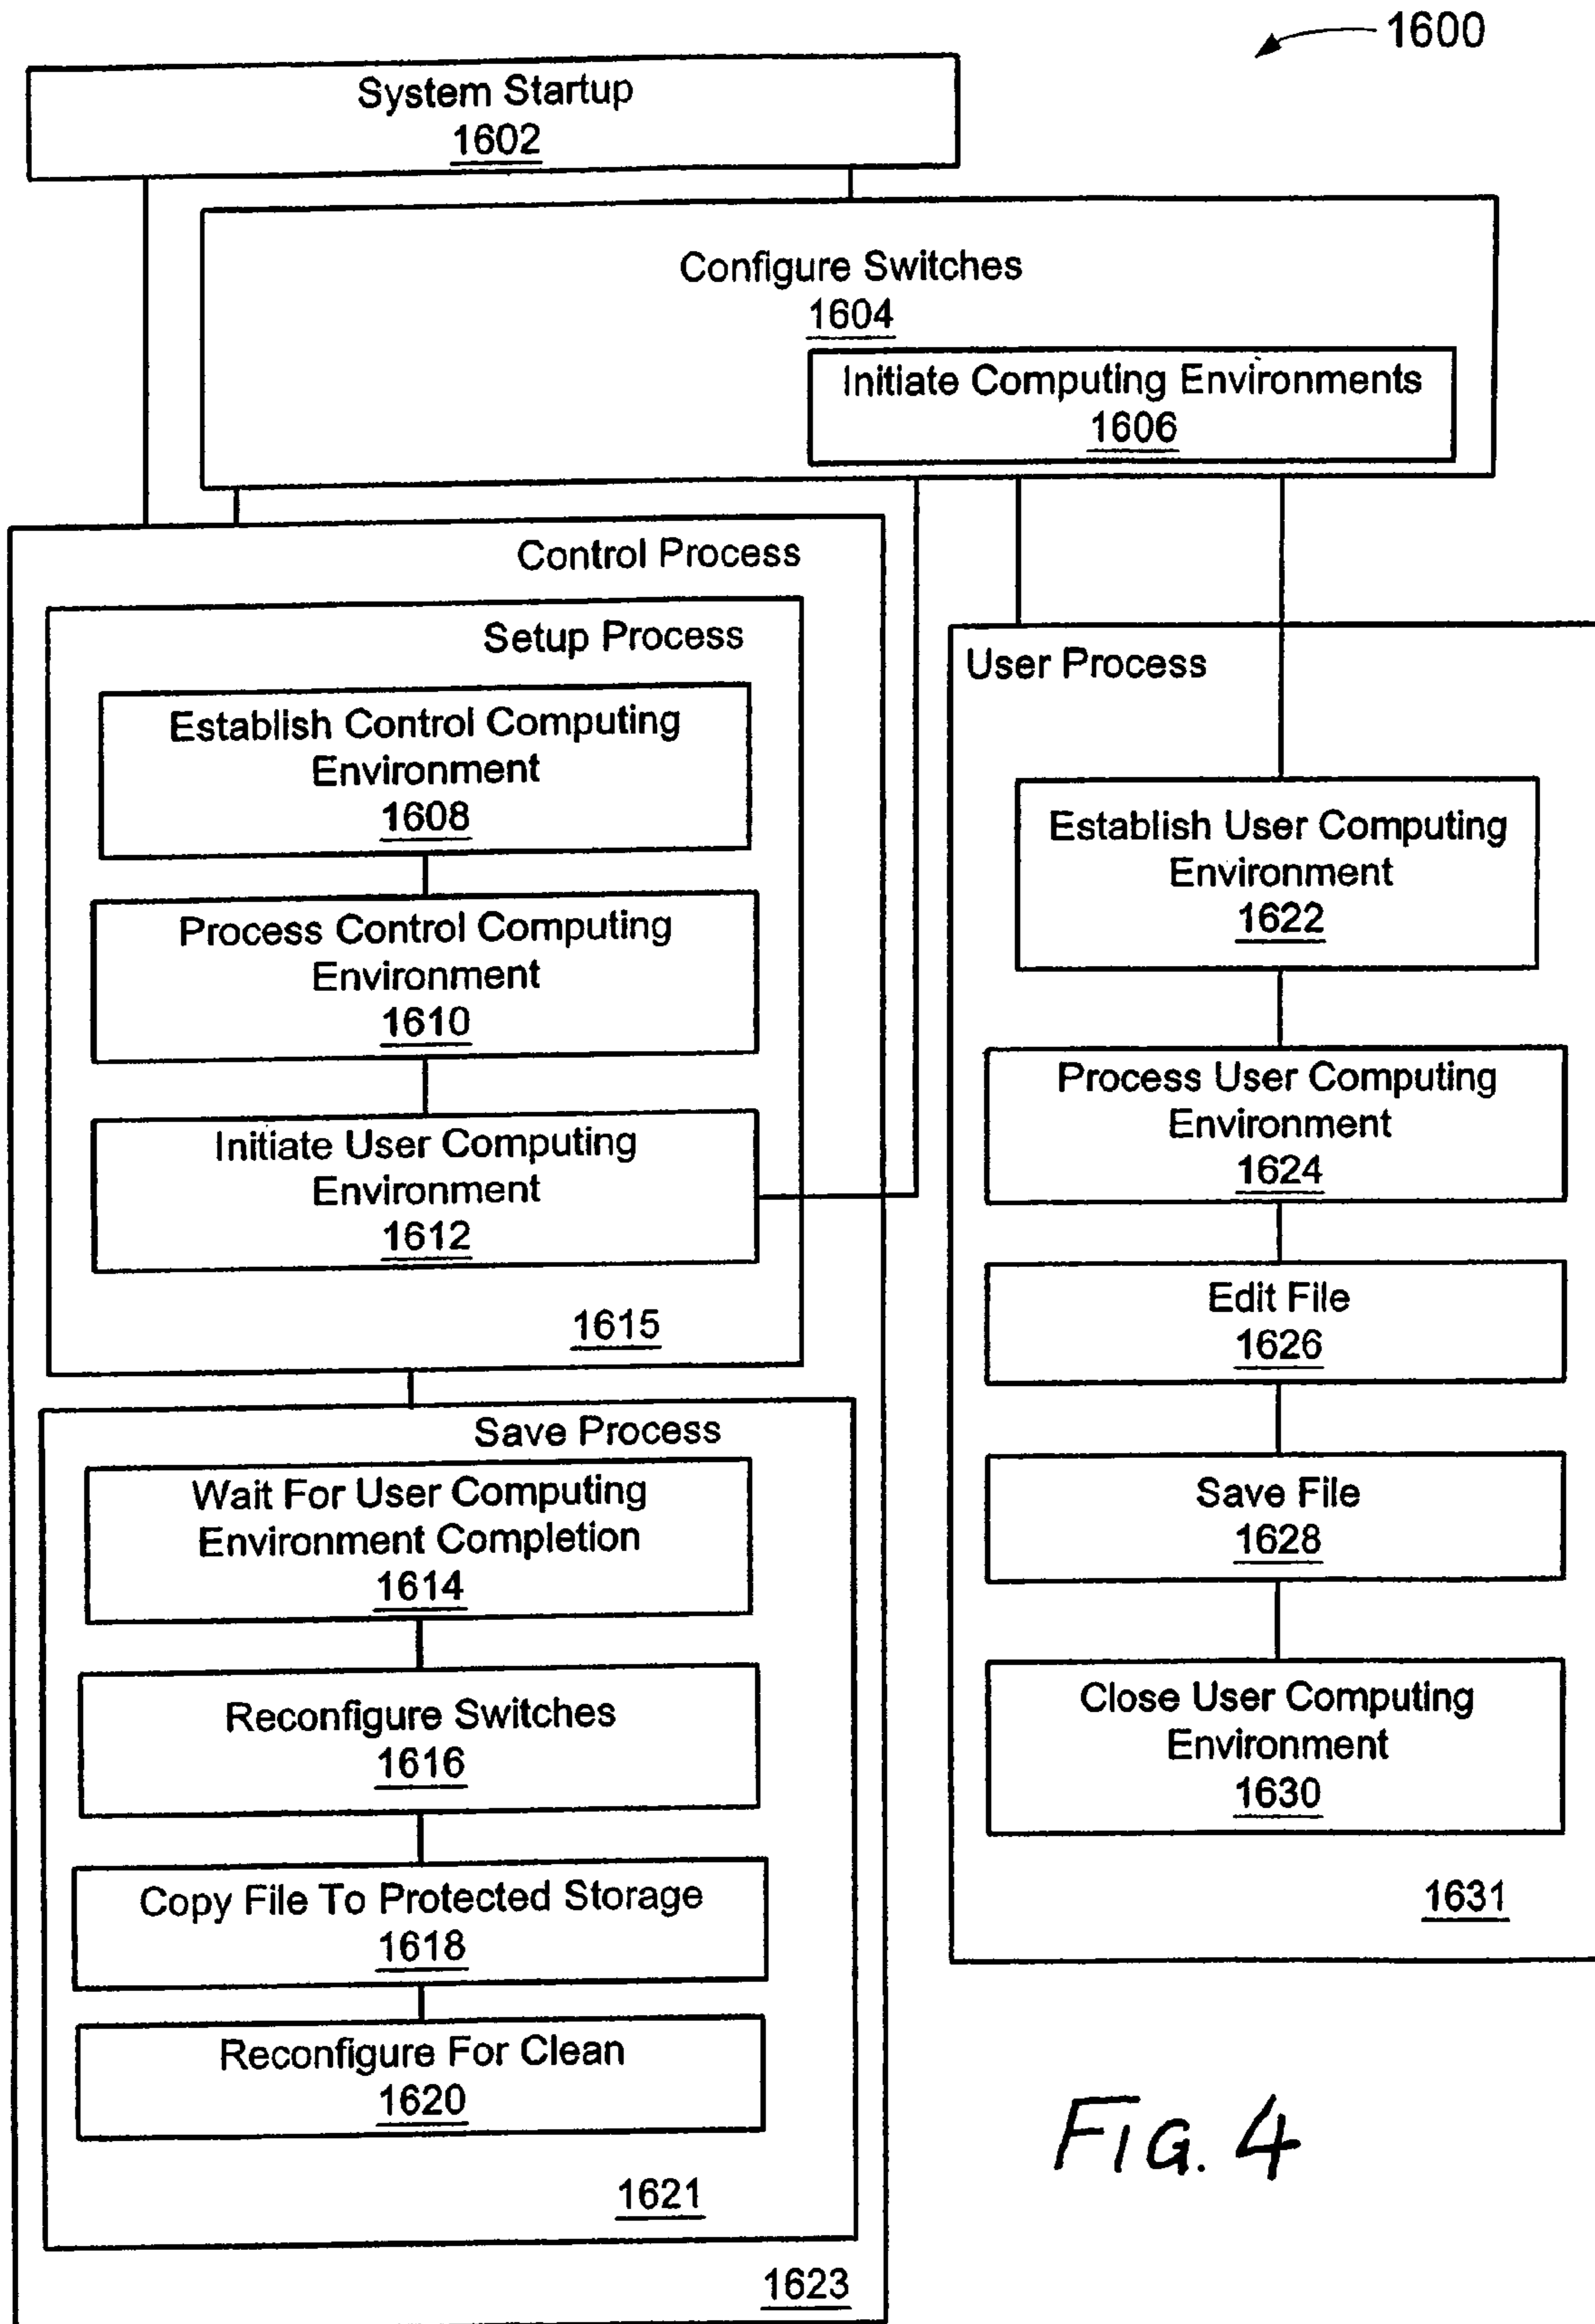 1600
System Startup
1602
Configure Switches
1604
Initiate Computing Environments
1606
Control Process
Setup Process
Establish Control Computing
Environment
1608
Process Control Computing
Environment
1610
Initiate User Computing
Environment
1612
1615
Save Process
Wait For User Computing
Environment Completion
1614
Reconfigure Switches
1616
Copy File To Protected Storage
1618
Reconfigure For Clean
1620
1621
1623
User Process
Establish User Computing
Environment
1622
Process User Computing
Environment
1624
Edit File
1626
Save File
1628
Close User Computing
Environment
1630
1631
FIG. 4